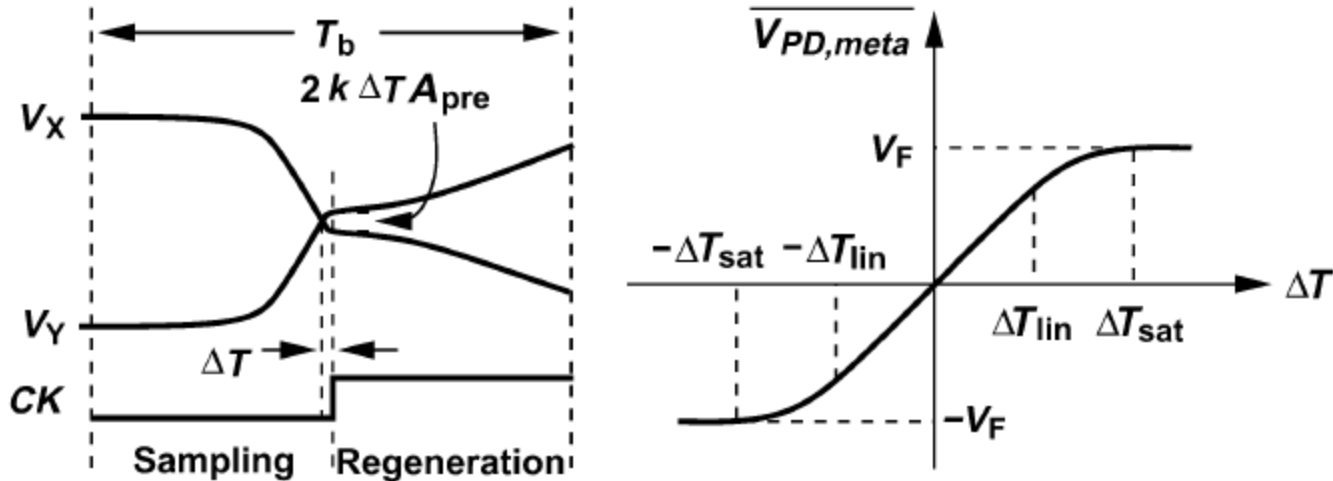 T_b
2 k ΔT A_pre
V_X
V_Y
ΔT
CK
Sampling
Regeneration
V_PD,meta
V_F
−ΔT_sat
−ΔT_lin
ΔT
ΔT_lin
ΔT_sat
−V_F